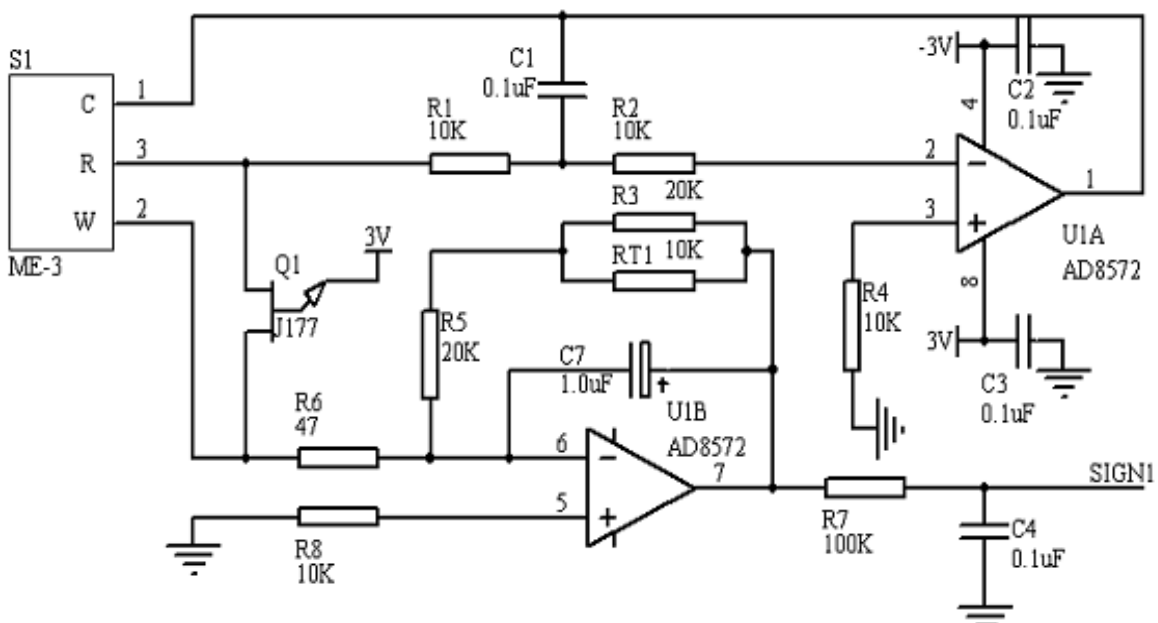 S1
C
1
R
3
W
2
ME-3
C1
0.1uF
R1
10K
R2
10K
-3V
4
C2
0.1uF
2
3
1
U1A
AD8572
8
R3
20K
RT1
10K
3V
Q1
J177
R5
20K
C7
1.0uF
+
U1B
AD8572
R4
10K
3V
C3
0.1uF
R6
47
6
5
7
R8
10K
R7
100K
SIGN1
C4
0.1uF